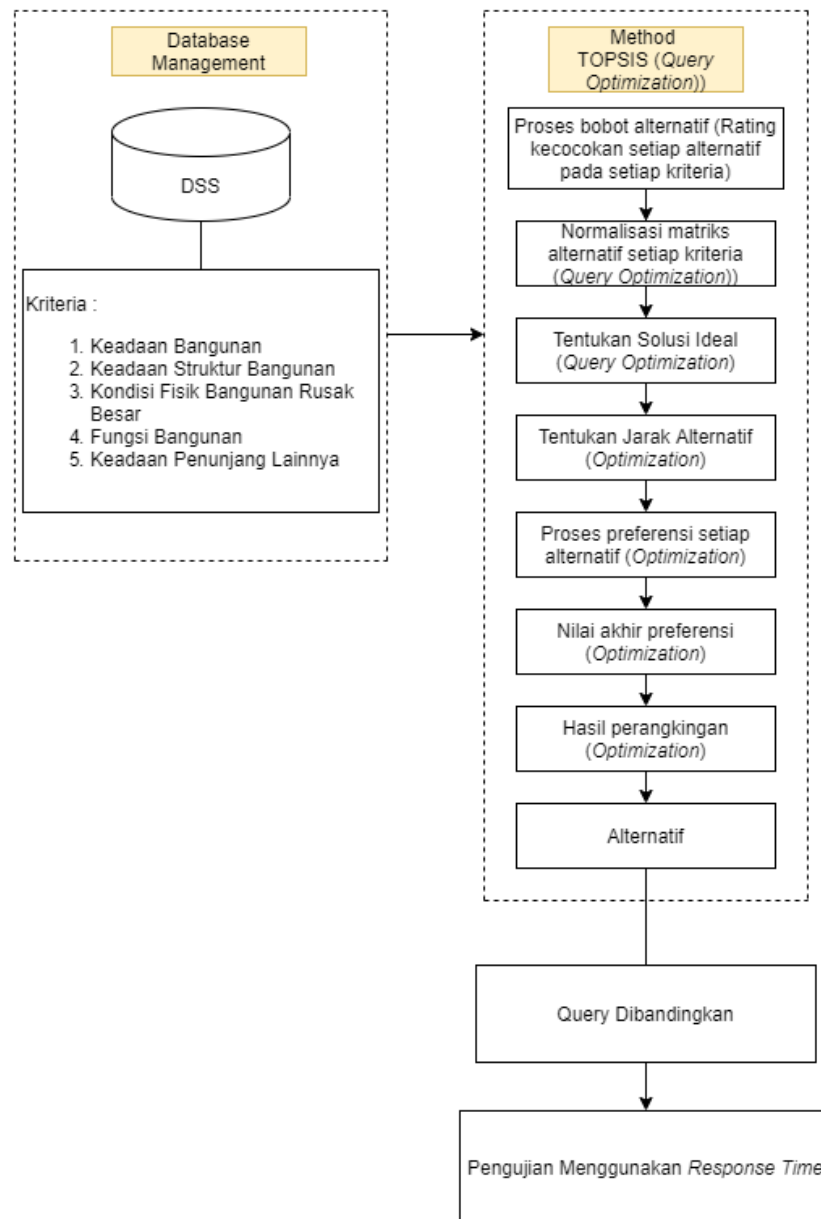 Database
Management
DSS
Kriteria :
1. Keadaan Bangunan
2. Keadaan Struktur Bangunan
3. Kondisi Fisik Bangunan Rusak
Besar
4. Fungsi Bangunan
5. Keadaan Penunjang Lainnya
Method
TOPSIS (Query
Optimization))
Proses bobot alternatif (Rating
kecocokan setiap alternatif
pada setiap kriteria)
Normalisasi matriks
alternatif setiap kriteria
(Query Optimization))
Tentukan Solusi Ideal
(Query Optimization)
Tentukan Jarak Alternatif
(Optimization)
Proses preferensi setiap
alternatif (Optimization)
Nilai akhir preferensi
(Optimization)
Hasil perangkingan
(Optimization)
Alternatif
Query Dibandingkan
Pengujian Menggunakan Response Time